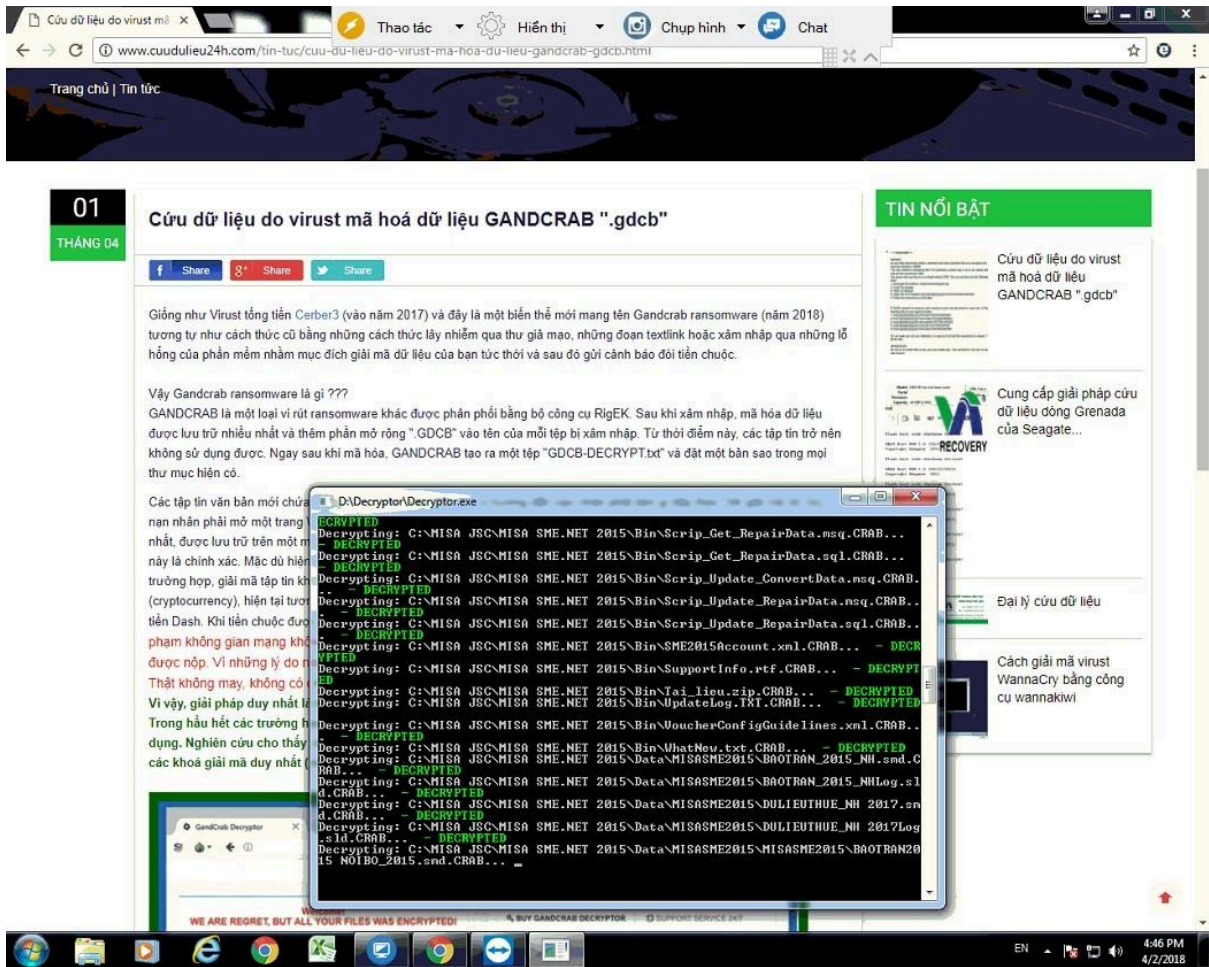 Cứu dữ liệu do virust mã
Thao tác
Hiển thị
Chụp hình
Chat
www.cuudulieu24h.com/tin-tuc/cuu-du-lieu-do-virust-ma-hoa-du-lieu-gandcrab-gdcb.html
Trang chủ | Tin tức
01
THÁNG 04
Cứu dữ liệu do virust mã hoá dữ liệu GANDCRAB ".gdcb"
f Share
g+ Share
Share
Giống như Virust tống tiền Cerber3 (vào năm 2017) và đây là một biến thể mới mang tên Gandcrab ransomware (năm 2018)
tương tự như cách thức cũ bằng những cách thức lây nhiễm qua thư giả mạo, những đoạn textlink hoặc xâm nhập qua những lỗ
hổng của phần mềm nhằm mục đích giải mã dữ liệu của bạn tức thời và sau đó gửi cảnh báo đòi tiền chuộc.
Vậy Gandcrab ransomware là gì ???
GANDCRAB là một loại vi rút ransomware khác được phân phối bằng bộ công cụ RigEK. Sau khi xâm nhập, mã hóa dữ liệu
được lưu trữ nhiều nhất và thêm phần mở rộng ".GDCB" vào tên của mỗi tệp bị xâm nhập. Từ thời điểm này, các tập tin trở nên
không sử dụng được. Ngay sau khi mã hóa, GANDCRAB tạo ra một tệp "GDCB-DECRYPT.txt" và đặt một bản sao trong mọi
thư mục hiện có.
Các tập tin văn bản mới chứa
nạn nhân phải mở một trang
nhất, được lưu trữ trên một m
này là chính xác. Mặc dù hiện
trường hợp, giải mã tập tin kh
(cryptocurrency), hiện tại tươn
tiền Dash. Khi tiền chuộc đượ
phạm không gian mạng khô
được nộp. Vì những lý do n
Thật không may, không có
Vì vậy, giải pháp duy nhất là
Trong hầu hết các trường h
dụng. Nghiên cứu cho thấy
các khoá giải mã duy nhất (
D:\Decryptor\Decryptor.exe
ECRYPTED
Decrypting: C:\MISA JSC\MISA SME.NET 2015\Bin\Scrip_Get_RepairData.msq.CRAB...
- DECRYPTED
Decrypting: C:\MISA JSC\MISA SME.NET 2015\Bin\Scrip_Get_RepairData.sql.CRAB...
- DECRYPTED
Decrypting: C:\MISA JSC\MISA SME.NET 2015\Bin\Scrip_Update_ConvertData.msq.CRAB.
.. - DECRYPTED
Decrypting: C:\MISA JSC\MISA SME.NET 2015\Bin\Scrip_Update_RepairData.msq.CRAB..
. - DECRYPTED
Decrypting: C:\MISA JSC\MISA SME.NET 2015\Bin\Scrip_Update_RepairData.sql.CRAB..
. - DECRYPTED
Decrypting: C:\MISA JSC\MISA SME.NET 2015\Bin\SME2015Account.xml.CRAB... - DECR
YPTED
Decrypting: C:\MISA JSC\MISA SME.NET 2015\Bin\SupportInfo.rtf.CRAB... - DECRYPT
ED
Decrypting: C:\MISA JSC\MISA SME.NET 2015\Bin\Tai_lieu.zip.CRAB... - DECRYPTED
Decrypting: C:\MISA JSC\MISA SME.NET 2015\Bin\UpdateLog.TXT.CRAB... - DECRYPTED
Decrypting: C:\MISA JSC\MISA SME.NET 2015\Bin\VoucherConfigGuidelines.xml.CRAB..
. - DECRYPTED
Decrypting: C:\MISA JSC\MISA SME.NET 2015\Bin\WhatNew.txt.CRAB... - DECRYPTED
Decrypting: C:\MISA JSC\MISA SME.NET 2015\Data\MISASME2015\BAOTRAN_2015_NH.smd.C
RAB... - DECRYPTED
Decrypting: C:\MISA JSC\MISA SME.NET 2015\Data\MISASME2015\BAOTRAN_2015_NHLog.sl
d.CRAB... - DECRYPTED
Decrypting: C:\MISA JSC\MISA SME.NET 2015\Data\MISASME2015\DULIEUTHUE_NH 2017.sm
d.CRAB... - DECRYPTED
Decrypting: C:\MISA JSC\MISA SME.NET 2015\Data\MISASME2015\DULIEUTHUE_NH 2017Log
.sld.CRAB... - DECRYPTED
Decrypting: C:\MISA JSC\MISA SME.NET 2015\Data\MISASME2015\MISASME2015\BAOTRAN20
15 NOIBO_2015.smd.CRAB... _
GandCrab Decryptor
Welcome!
WE ARE REGRET, BUT ALL YOUR FILES WAS ENCRYPTED!
BUY GANDCRAB DECRYPTOR
SUPPORT SERVICE 24/7
TIN NỔI BẬT
Cứu dữ liệu do virust
mã hoá dữ liệu
GANDCRAB ".gdcb"
RECOVERY
Cung cấp giải pháp cứu
dữ liệu dòng Grenada
của Seagate...
Đại lý cứu dữ liệu
Cách giải mã virust
WannaCry bằng công
cụ wannakiwi
EN
4:46 PM
4/2/2018